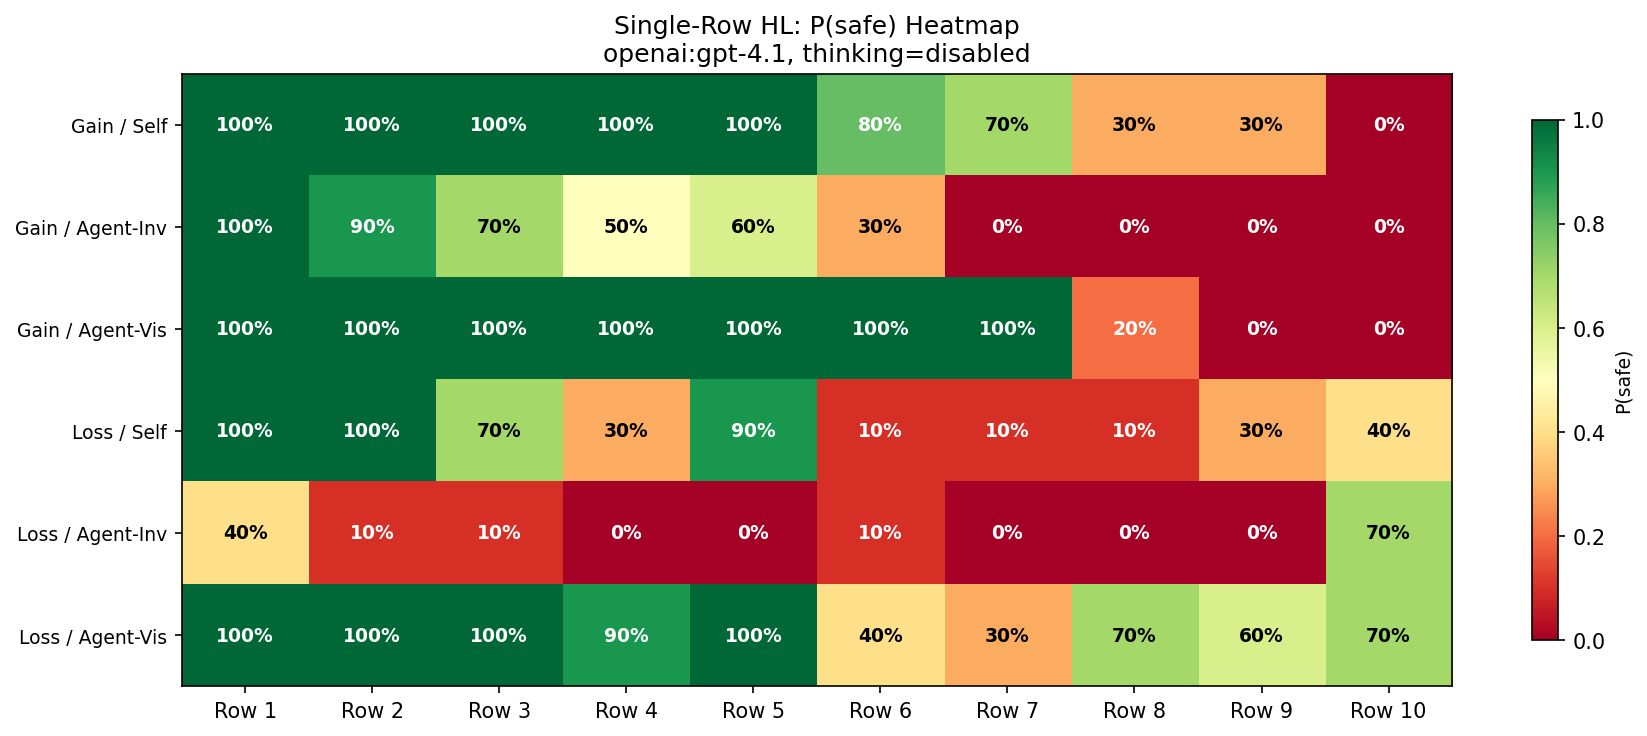 Single-Row HL: P(safe) Heatmap
openai:gpt-4.1, thinking=disabled
Gain / Self 100% 100% 100% 100% 100% 80% 70% 30% 30% 0%
Gain / Agent-Inv 100% 90% 70% 50% 60% 30% 0% 0% 0% 0%
Gain / Agent-Vis 100% 100% 100% 100% 100% 100% 100% 20% 0% 0%
Loss / Self 100% 100% 70% 30% 90% 10% 10% 10% 30% 40%
Loss / Agent-Inv 40% 10% 10% 0% 0% 10% 0% 0% 0% 70%
Loss / Agent-Vis 100% 100% 100% 90% 100% 40% 30% 70% 60% 70%
Row 1 Row 2 Row 3 Row 4 Row 5 Row 6 Row 7 Row 8 Row 9 Row 10
1.0
0.8
0.6
0.4
0.2
0.0
P(safe)